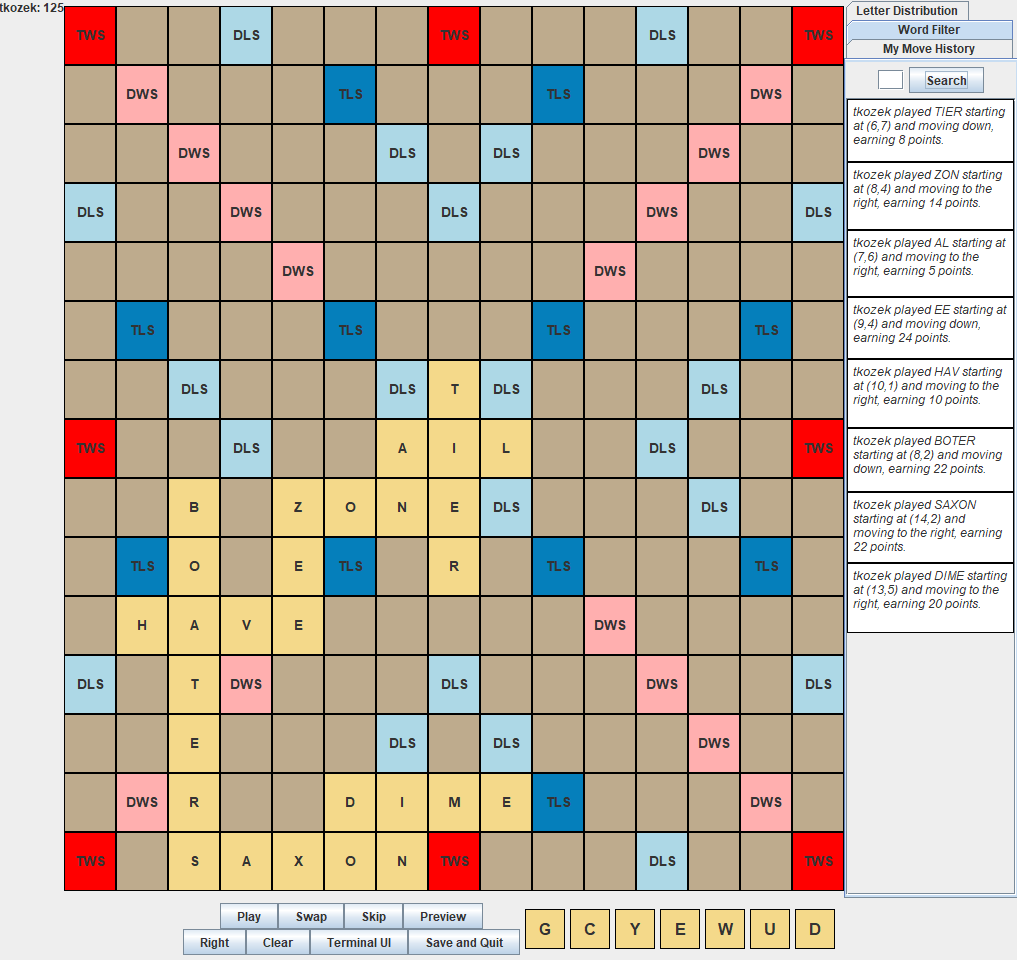 tkozek: 125
TWS DLS TWS DLS TWS
DWS TLS TLS DWS
DWS DLS DLS DWS
DLS DWS DLS DWS DLS
DWS DWS
TLS TLS TLS TLS
DLS DLS T DLS DLS
TWS DLS A I L DLS TWS
B Z O N E DLS DLS
TLS O E TLS R TLS TLS
H A V E DWS
DLS T DWS DLS DWS DLS
E DLS DLS DWS
DWS R D I M E TLS DWS
TWS S A X O N TWS DLS TWS
Letter Distribution
Word Filter
My Move History
Search
tkozek played TIER starting
at (6,7) and moving down,
earning 8 points.
tkozek played ZON starting
at (8,4) and moving to the
right, earning 14 points.
tkozek played AL starting at
(7,6) and moving to the
right, earning 5 points.
tkozek played EE starting at
(9,4) and moving down,
earning 24 points.
tkozek played HAV starting
at (10,1) and moving to the
right, earning 10 points.
tkozek played BOTER
starting at (8,2) and moving
down, earning 22 points.
tkozek played SAXON
starting at (14,2) and
moving to the right, earning
22 points.
tkozek played DIME starting
at (13,5) and moving to the
right, earning 20 points.
Play Swap Skip Preview
Right Clear Terminal UI Save and Quit
G C Y E W U D